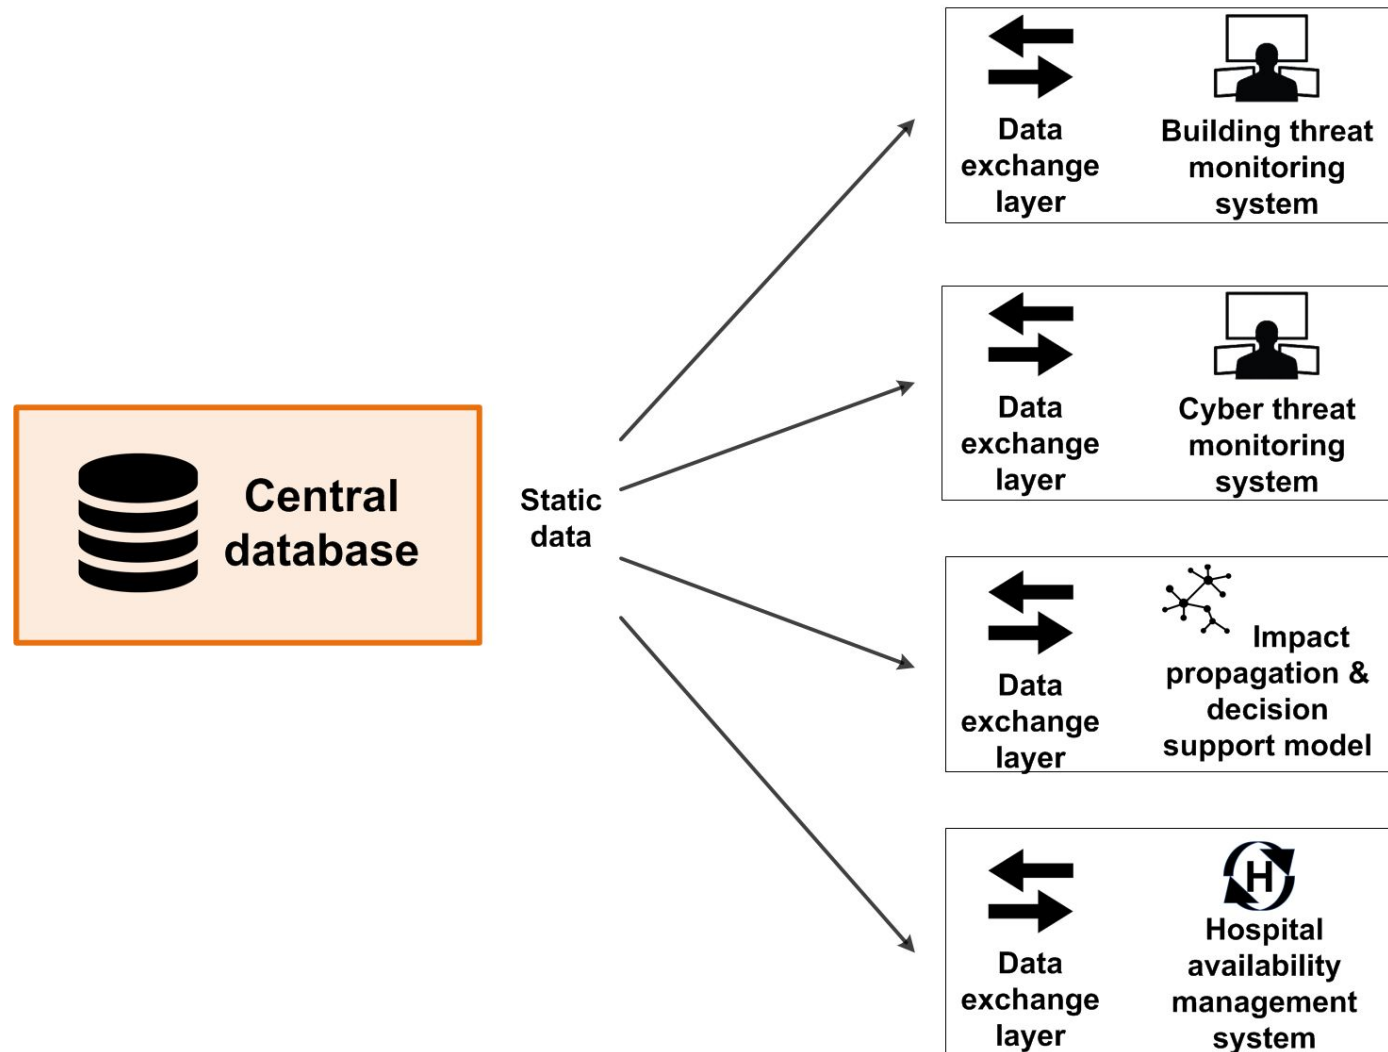 Central
database
Static
data
Data
exchange
layer
Building threat
monitoring
system
Data
exchange
layer
Cyber threat
monitoring
system
Data
exchange
layer
Impact
propagation &
decision
support model
Data
exchange
layer
H
Hospital
availability
management
system